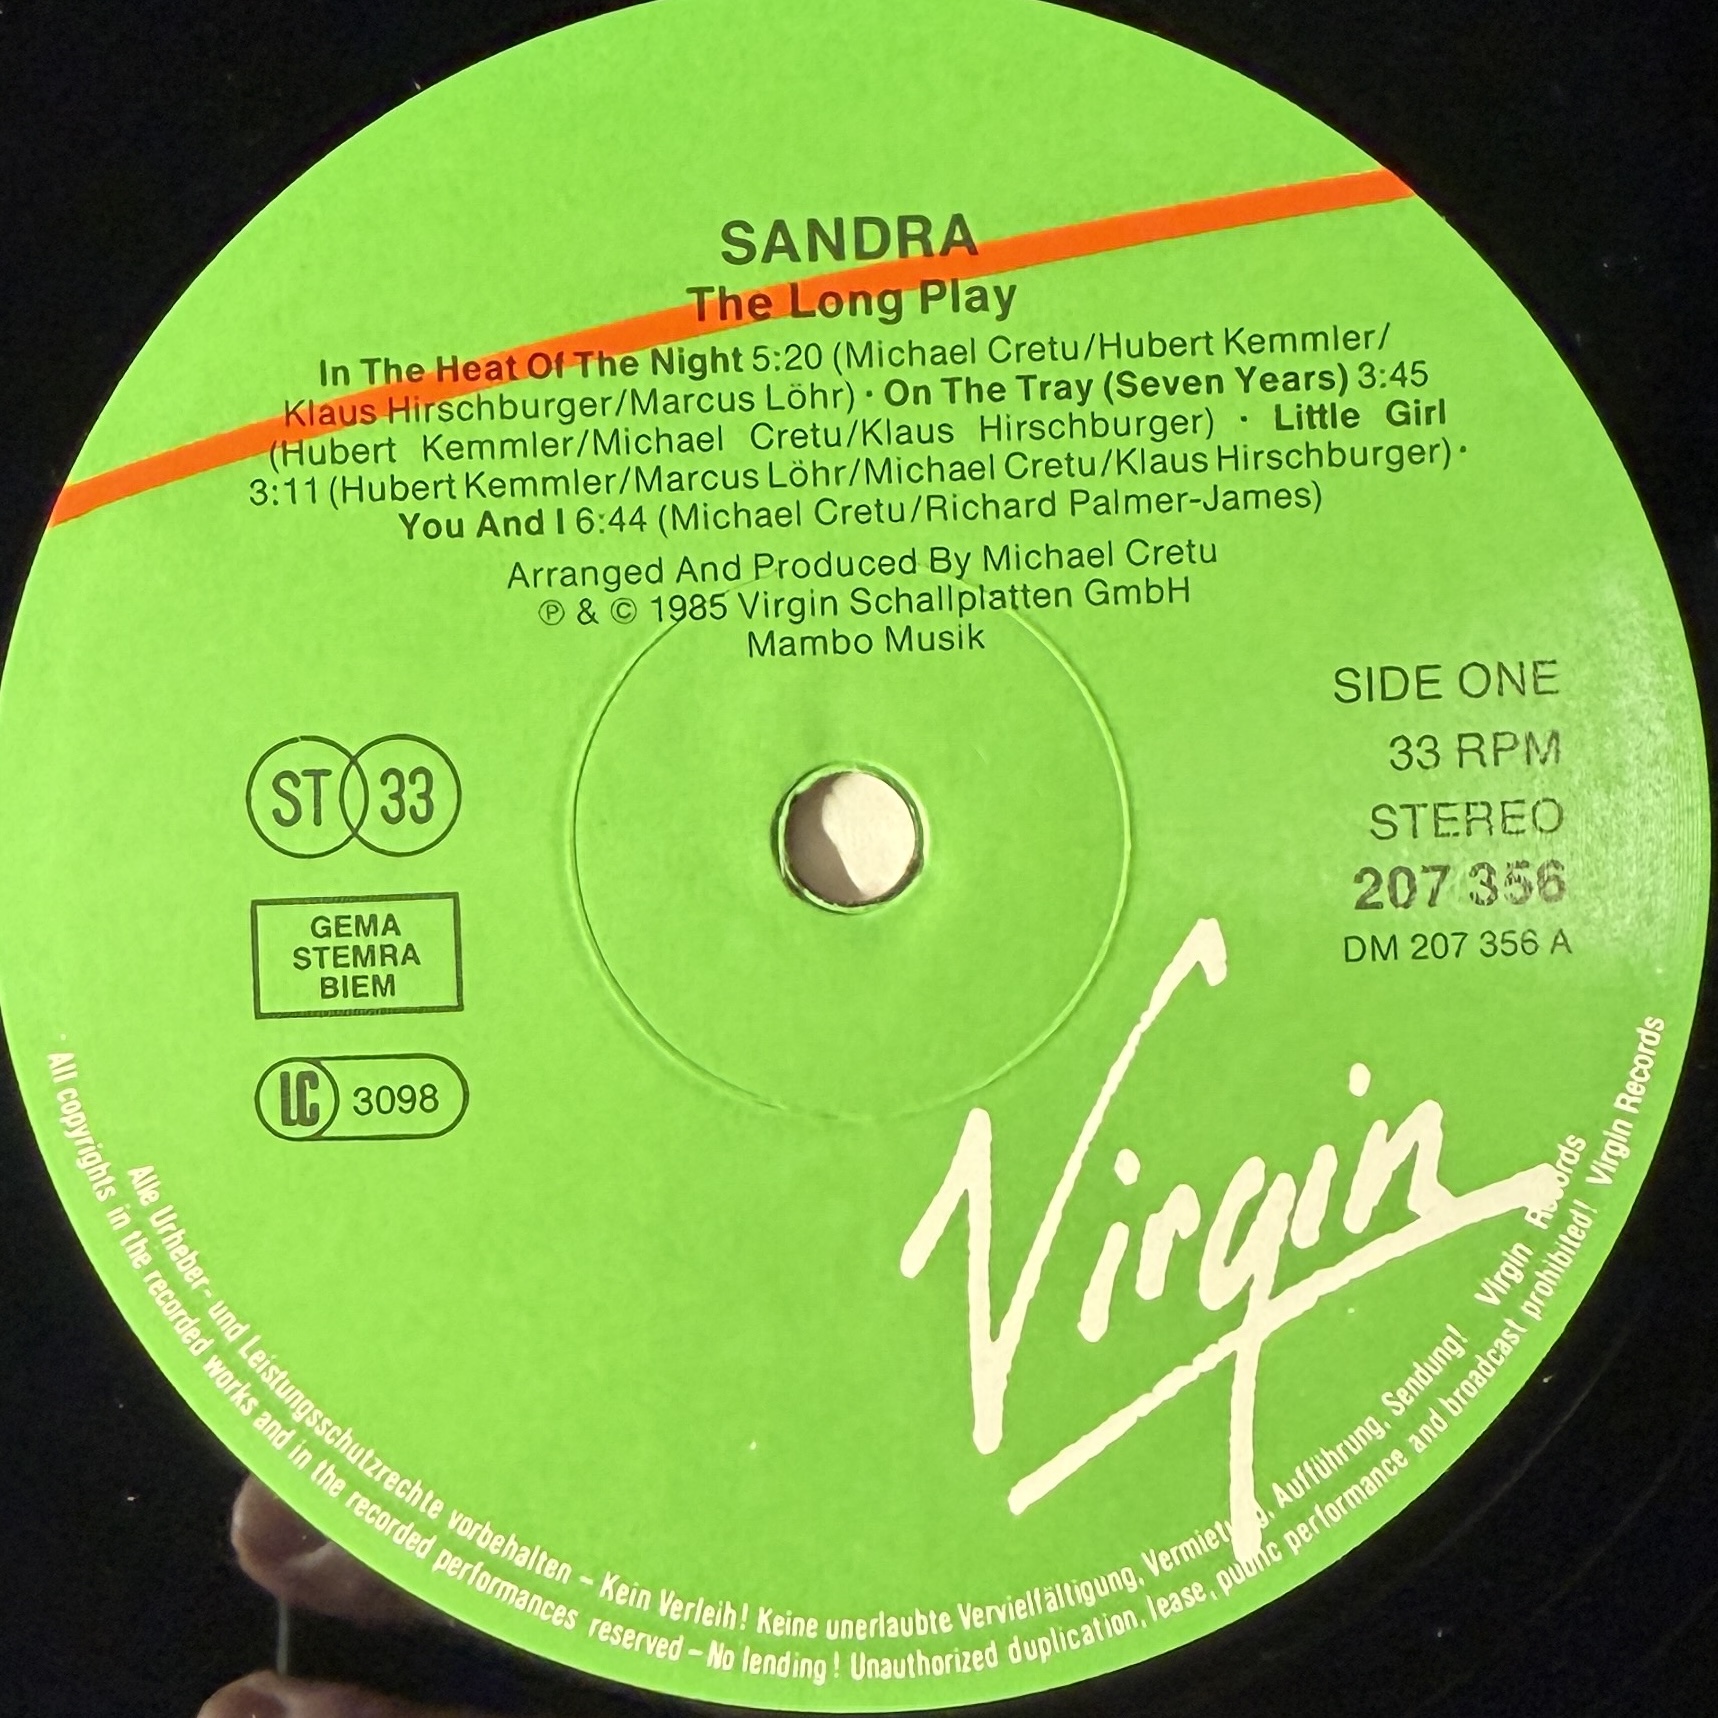 SANDRA
The Long Play
In The Heat Of The Night 5:20 (Michael Cretu/Hubert Kemmler/
Klaus Hirschburger/Marcus Löhr) · On The Tray (Seven Years) 3:45
(Hubert Kemmler/Michael Cretu/Klaus Hirschburger) · Little Girl
3:11 (Hubert Kemmler/Marcus Löhr/Michael Cretu/Klaus Hirschburger) ·
You And I 6:44 (Michael Cretu/Richard Palmer-James)
Arranged And Produced By Michael Cretu
℗ & © 1985 Virgin Schallplatten GmbH
Mambo Musik
SIDE ONE
33 RPM
STEREO
207 356
DM 207 356 A
ST 33
GEMA
STEMRA
BIEM
LC 3098
Virgin
Alle Urheber- und Leistungsschutzrechte vorbehalten – Kein Verleih! Keine unerlaubte Vervielfältigung, Vermietung, Aufführung, Sendung! Virgin Records
· All copyrights in the recorded works and in the recorded performances reserved – No lending! Unauthorized duplication, lease, public performance and broadcast prohibited! Virgin Records